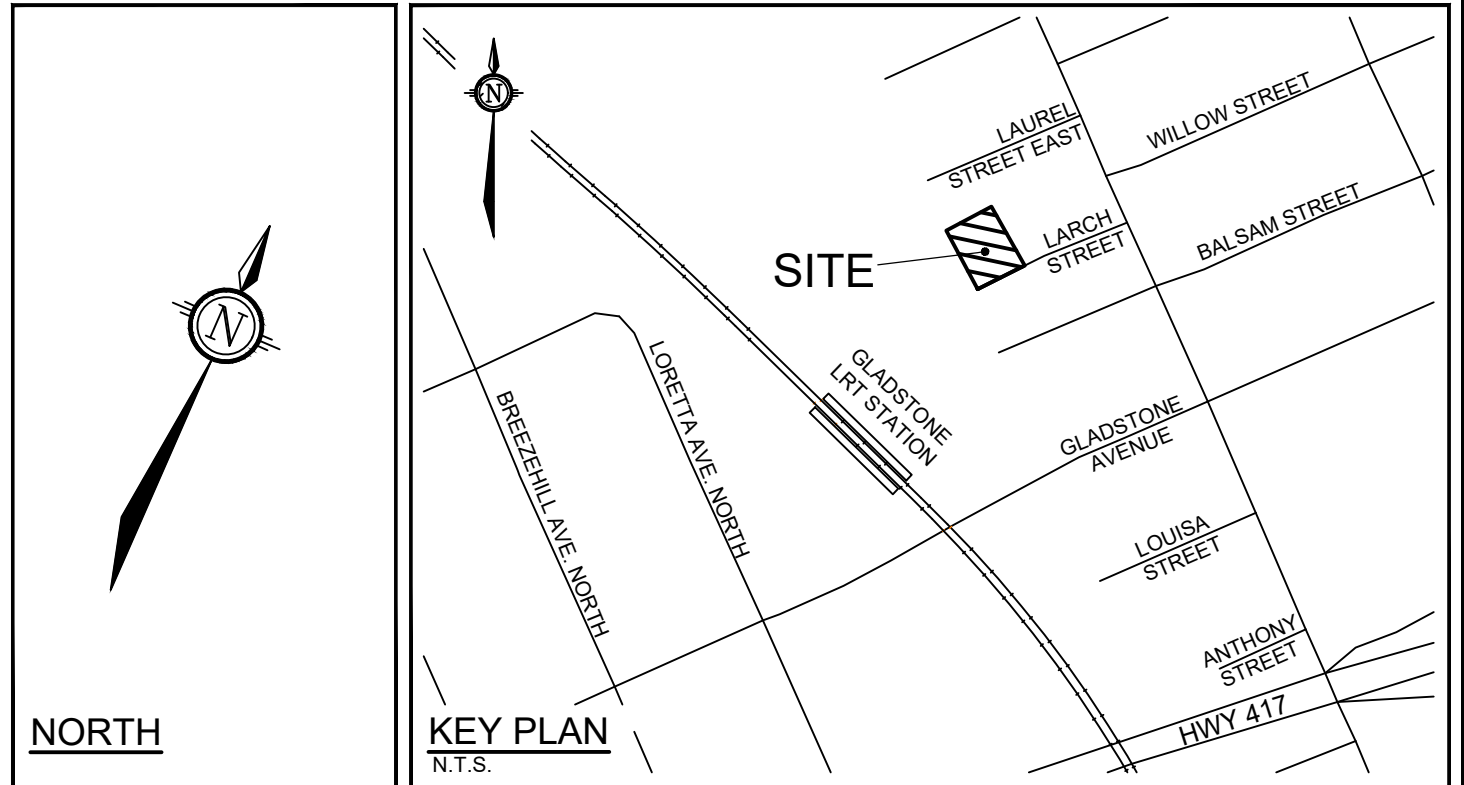 N
NORTH
N
LAUREL
STREET EAST
WILLOW STREET
LARCH
STREET
BALSAM STREET
SITE
GLADSTONE
LRT STATION
LORETTA AVE. NORTH
BREEZEHILL AVE. NORTH
GLADSTONE
AVENUE
LOUISA
STREET
ANTHONY
STREET
HWY 417
KEY PLAN
N.T.S.